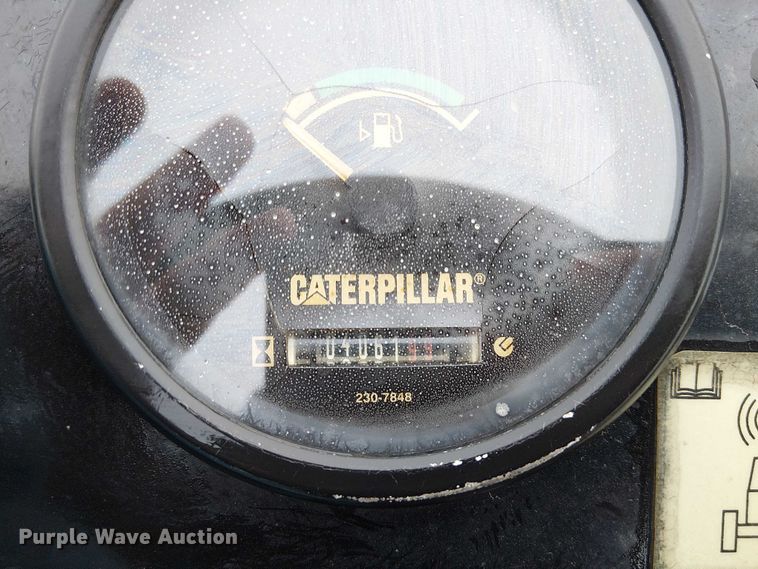 CATERPILLAR®
230-7848
Purple Wave Auction